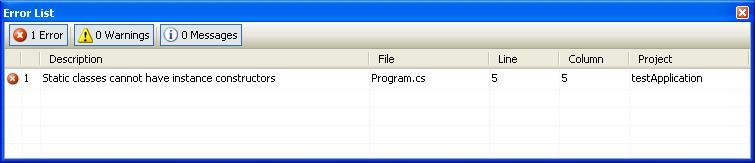 Error List
1 Error 0 Warnings 0 Messages
Description File Line Column Project
1 Static classes cannot have instance constructors Program.cs 5 5 testApplication